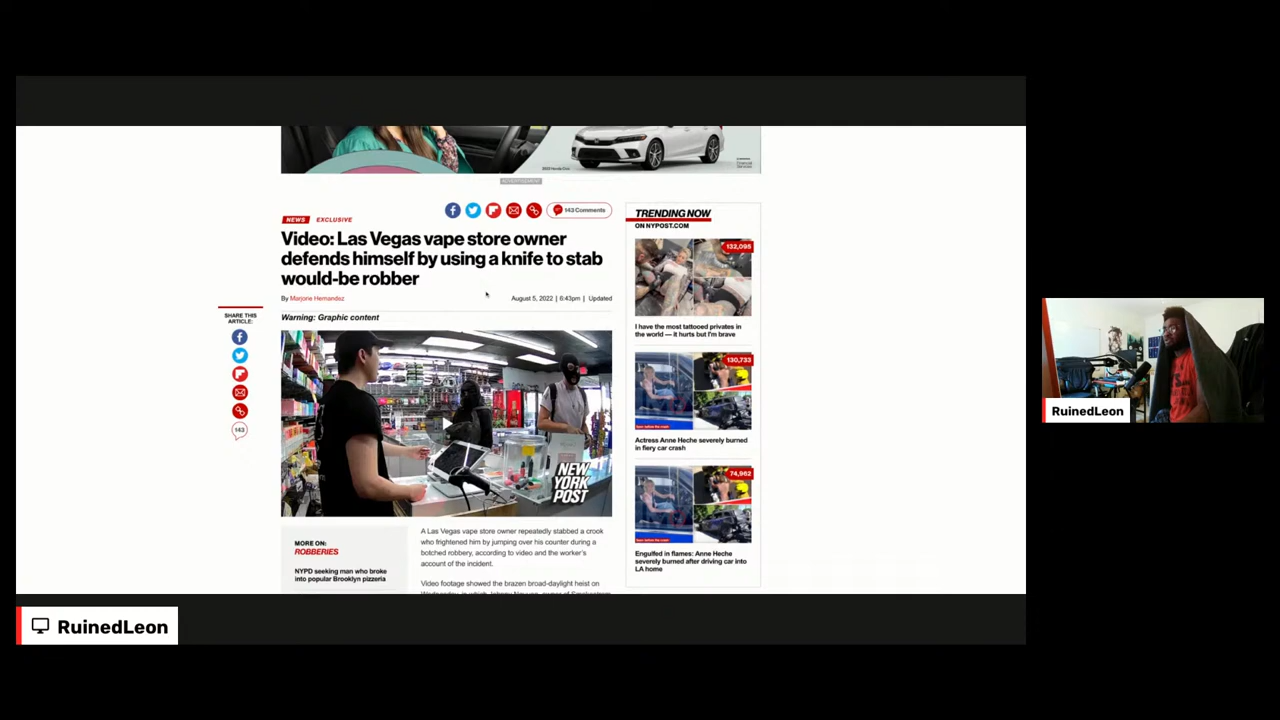 ADVERTISEMENT
NEWS EXCLUSIVE
143 Comments
Video: Las Vegas vape store owner
defends himself by using a knife to stab
would-be robber
By Marjorie Hernandez
August 5, 2022 | 6:43pm | Updated
Warning: Graphic content
SHARE THIS
ARTICLE:
143
NEW
YORK
POST
MORE ON:
ROBBERIES
NYPD seeking man who broke
into popular Brooklyn pizzeria
A Las Vegas vape store owner repeatedly stabbed a crook
who frightened him by jumping over his counter during a
botched robbery, according to video and the worker's
account of the incident.
Video footage showed the brazen broad-daylight heist on
TRENDING NOW
ON NYPOST.COM
132,095
I have the most tattooed privates in
the world — it hurts but I'm brave
130,733
Actress Anne Heche severely burned
in fiery car crash
74,962
Engulfed in flames: Anne Heche
severely burned after driving car into
LA home
RuinedLeon
RuinedLeon